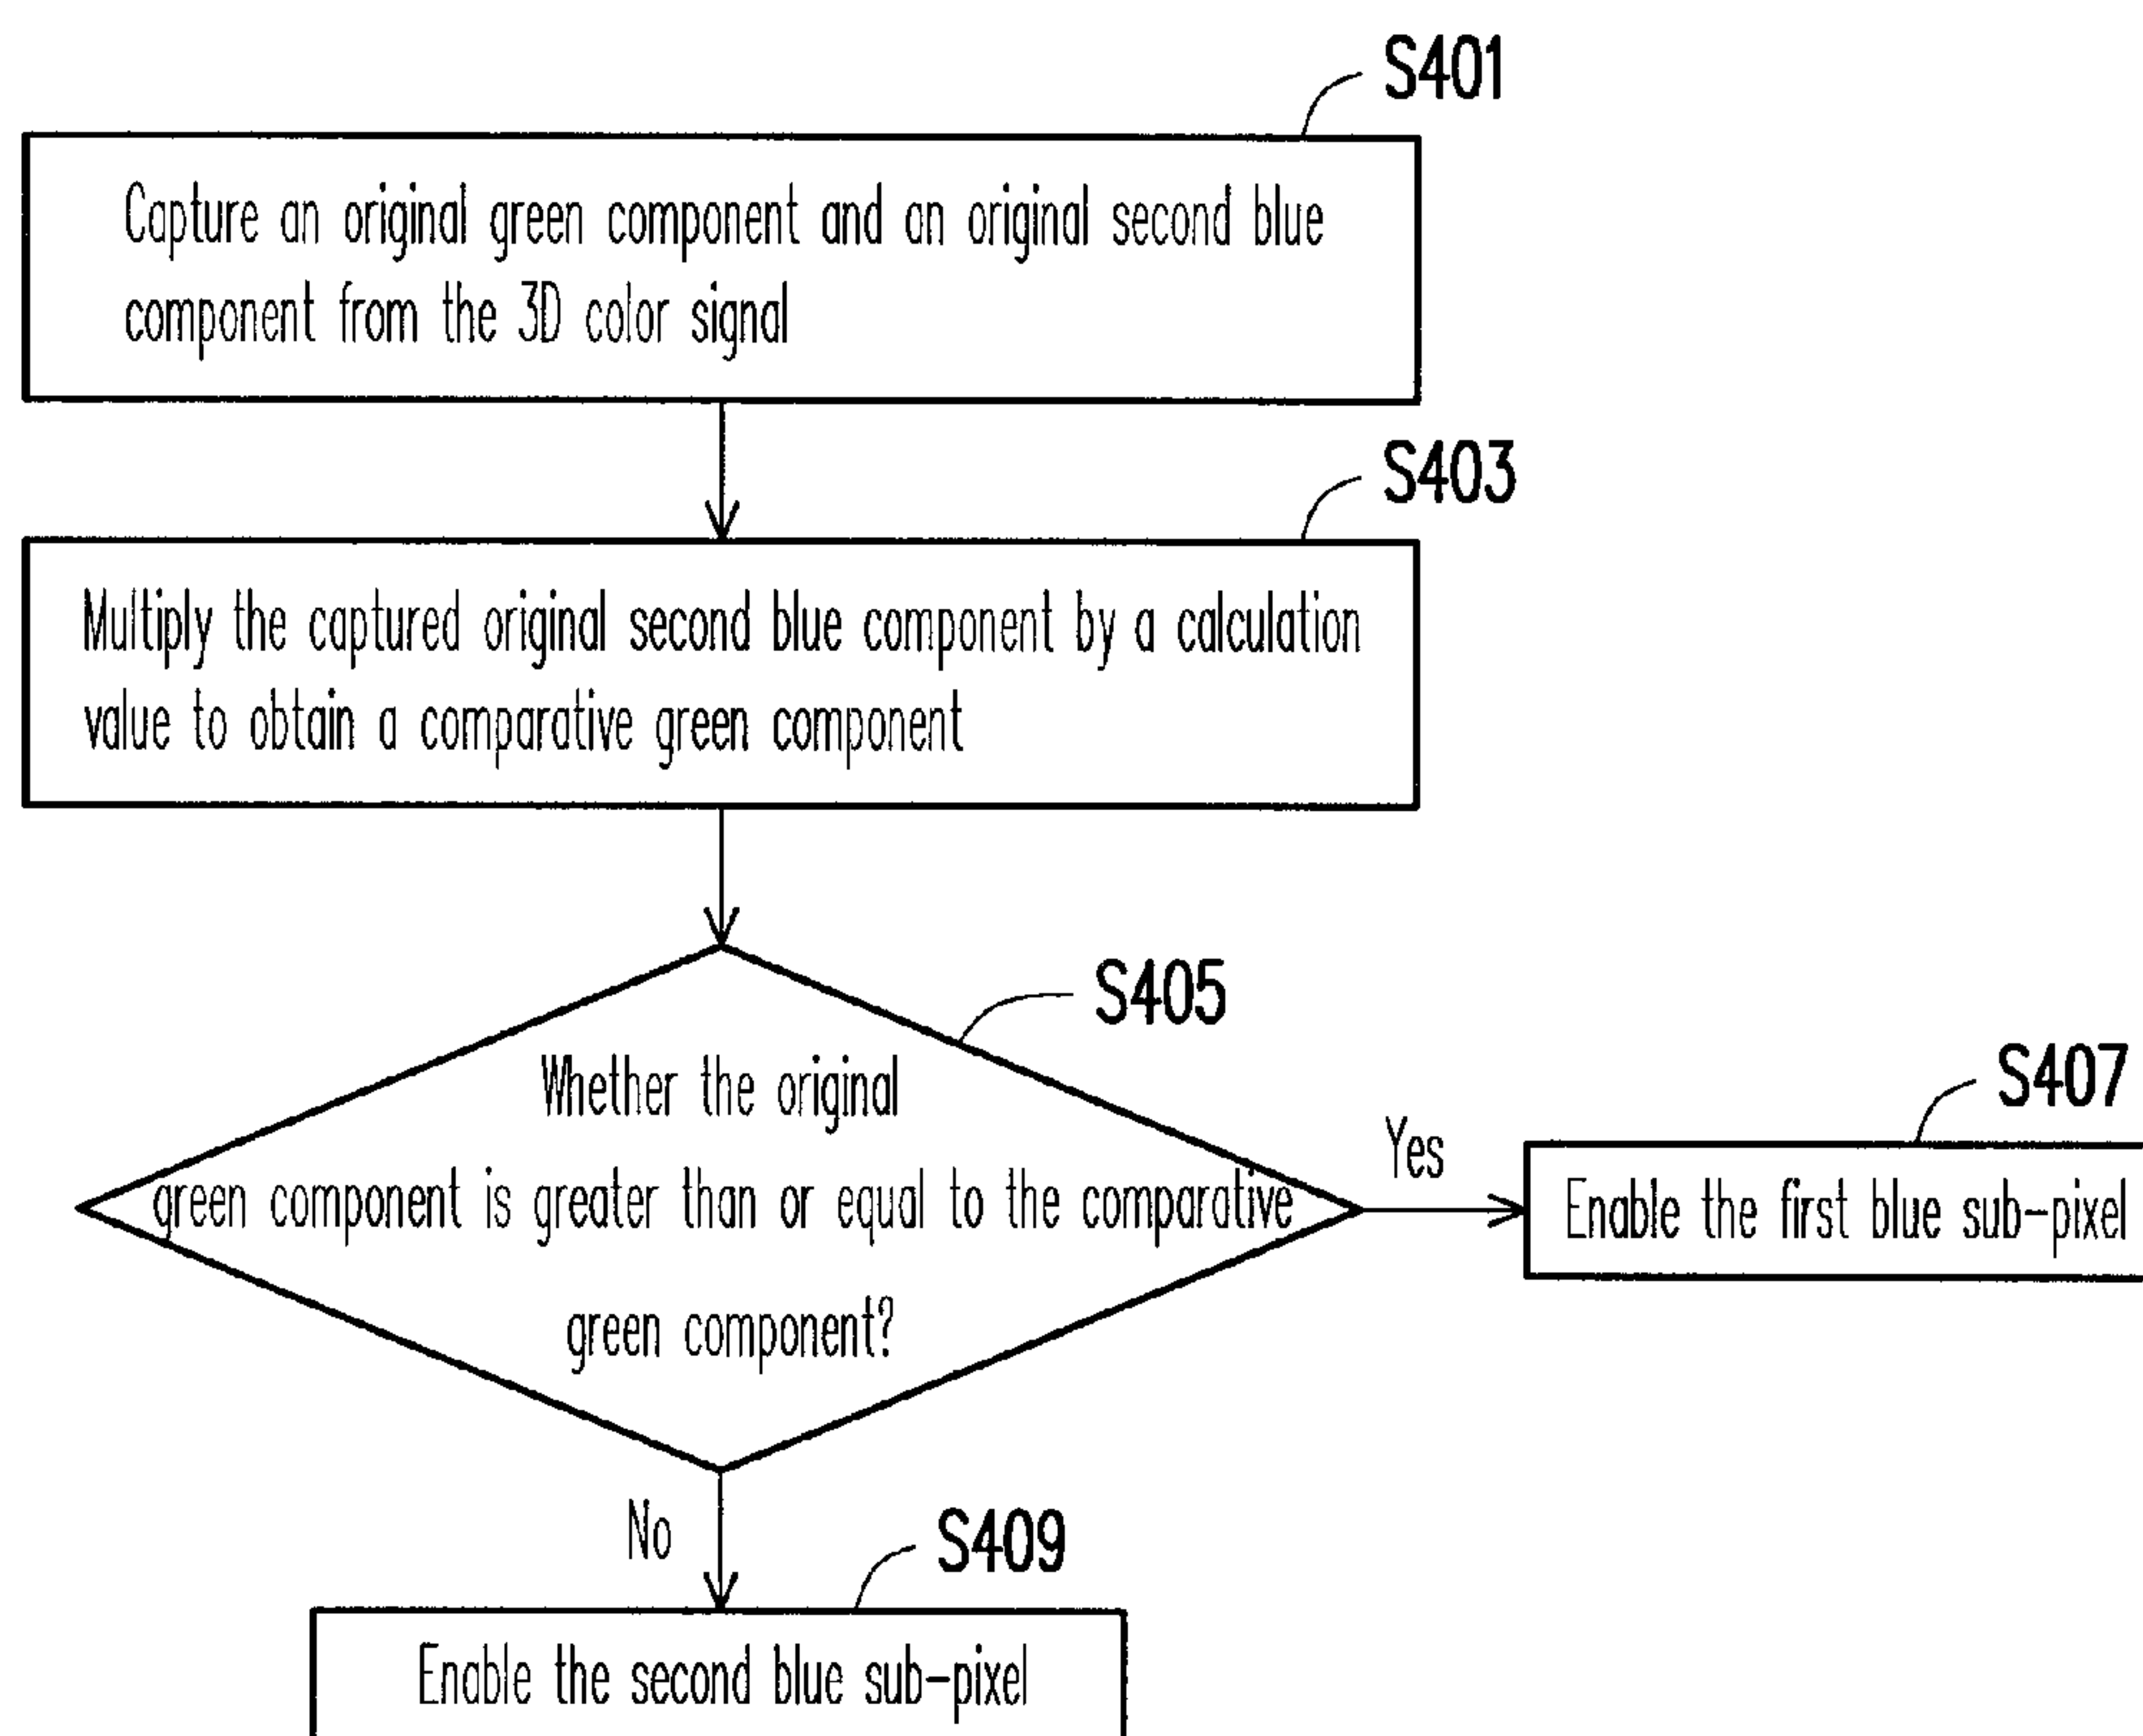 S401
Capture an original green component and an original second blue
component from the 3D color signal
S403
Multiply the captured original second blue component by a calculation
value to obtain a comparative green component
S405
Whether the original
green component is greater than or equal to the comparative
green component?
Yes
S407
Enable the first blue sub-pixel
No
S409
Enable the second blue sub-pixel